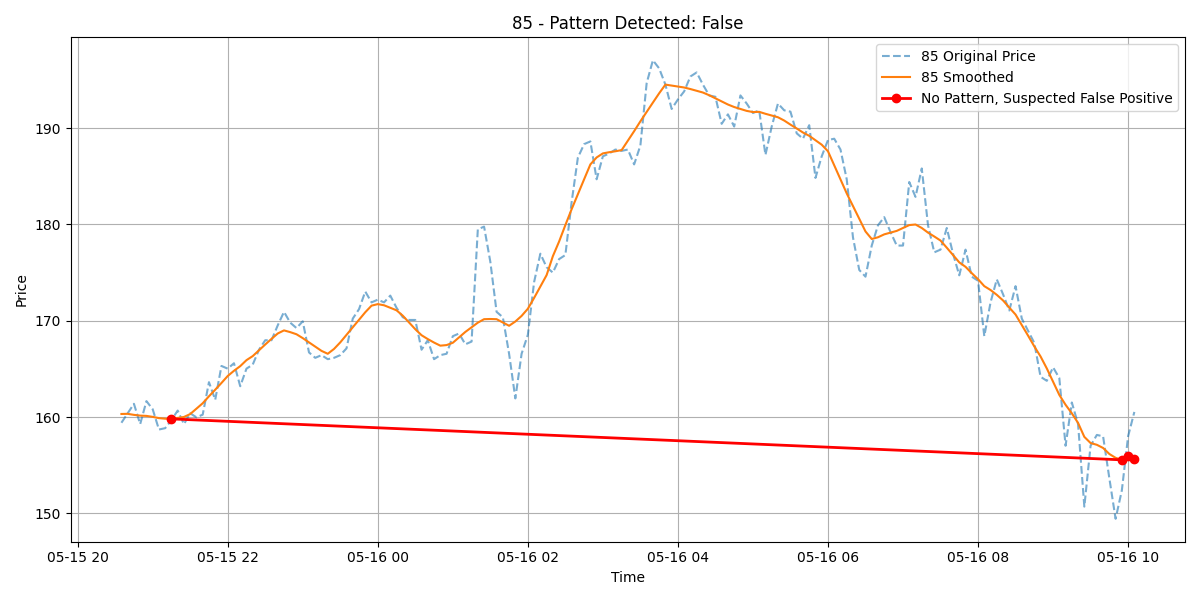 85 - Pattern Detected: False
85 Original Price
85 Smoothed
No Pattern, Suspected False Positive
Price
190
180
170
160
150
05-15 20 05-15 22 05-16 00 05-16 02 05-16 04 05-16 06 05-16 08 05-16 10
Time